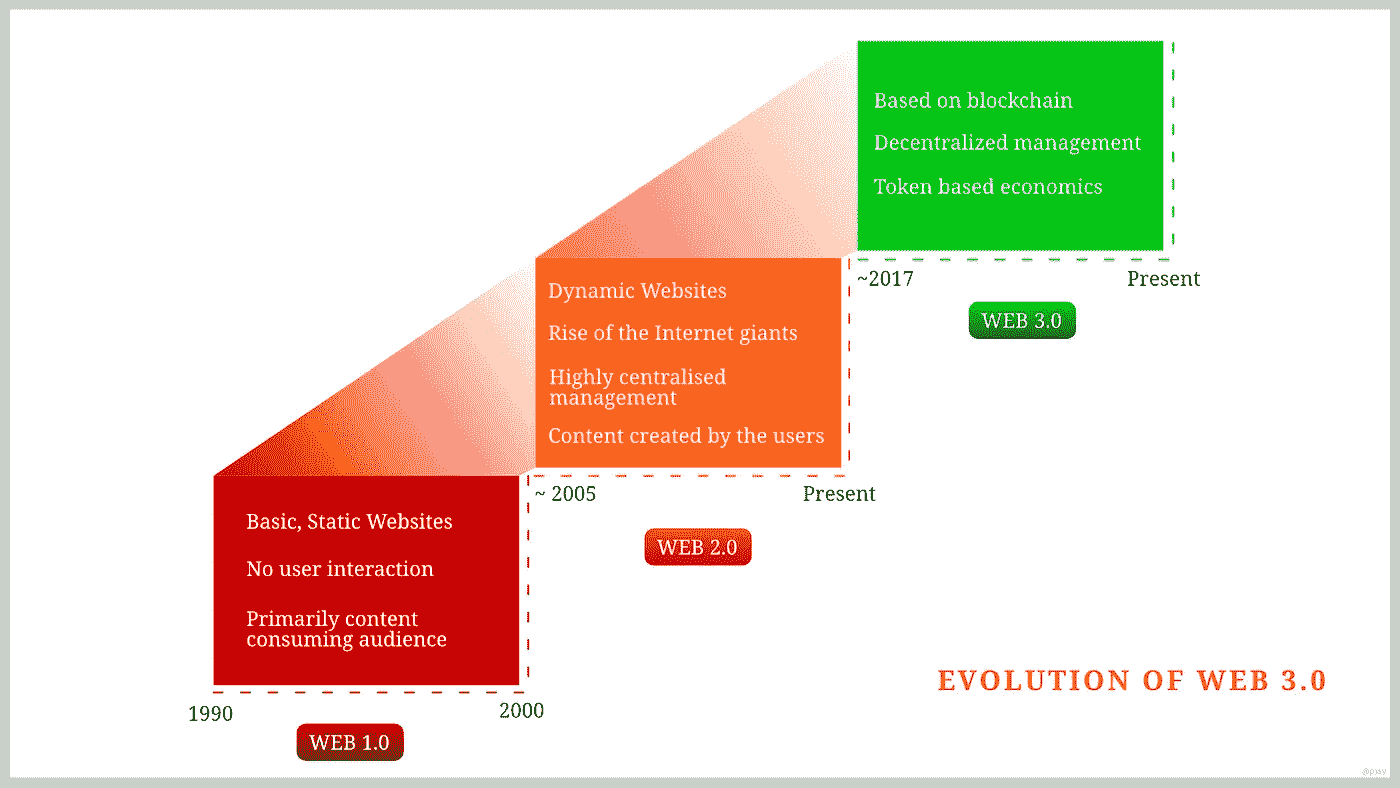 Based on blockchain
Decentralized management
Token based economics
~2017
Present
WEB 3.0
Dynamic Websites
Rise of the Internet giants
Highly centralised
management
Content created by the users
~ 2005
Present
WEB 2.0
Basic, Static Websites
No user interaction
Primarily content
consuming audience
1990
2000
WEB 1.0
EVOLUTION OF WEB 3.0